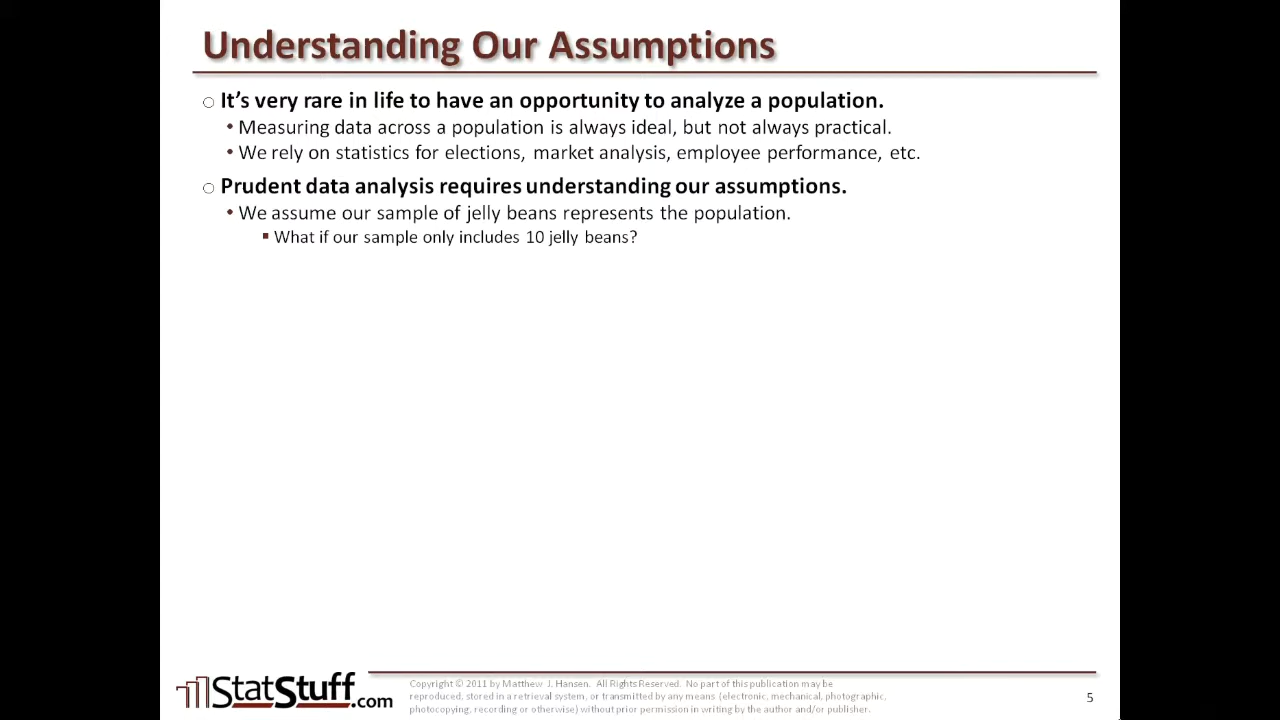 Understanding Our Assumptions
It's very rare in life to have an opportunity to analyze a population.
Measuring data across a population is always ideal, but not always practical.
We rely on statistics for elections, market analysis, employee performance, etc.
Prudent data analysis requires understanding our assumptions.
We assume our sample of jelly beans represents the population.
What if our sample only includes 10 jelly beans?
StatStuff.com
Copyright © 2011 by Matthew J. Hansen. All Rights Reserved. No part of this publication may be
reproduced, stored in a retrieval system, or transmitted by any means (electronic, mechanical, photographic,
photocopying, recording or otherwise) without prior permission in writing by the author and/or publisher.
5